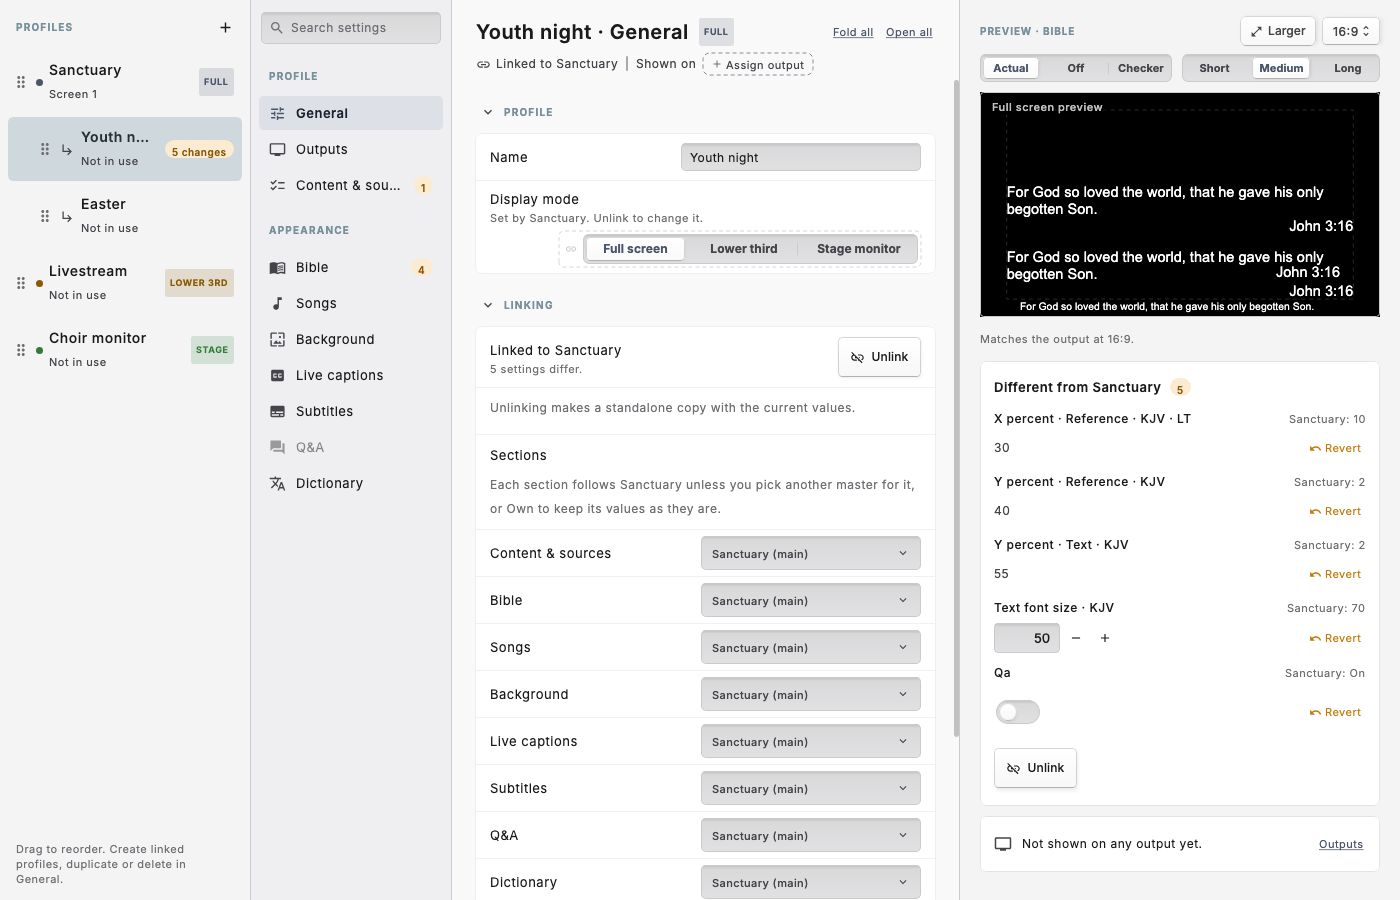 PROFILES
Sanctuary
Screen 1
FULL
Youth n...
Not in use
5 changes
Easter
Not in use
Livestream
Not in use
LOWER 3RD
Choir monitor
Not in use
STAGE
Drag to reorder. Create linked
profiles, duplicate or delete in
General.
Search settings
PROFILE
General
Outputs
Content & sou...
1
APPEARANCE
Bible
4
Songs
Background
Live captions
Subtitles
Q&A
Dictionary
Youth night · General
FULL
Fold all
Open all
Linked to Sanctuary | Shown on
+ Assign output
PROFILE
Name
Youth night
Display mode
Set by Sanctuary. Unlink to change it.
Full screen
Lower third
Stage monitor
LINKING
Linked to Sanctuary
5 settings differ.
Unlink
Unlinking makes a standalone copy with the current values.
Sections
Each section follows Sanctuary unless you pick another master for it,
or Own to keep its values as they are.
Content & sources
Sanctuary (main)
Bible
Sanctuary (main)
Songs
Sanctuary (main)
Background
Sanctuary (main)
Live captions
Sanctuary (main)
Subtitles
Sanctuary (main)
Q&A
Sanctuary (main)
Dictionary
Sanctuary (main)
PREVIEW · BIBLE
Larger
16:9
Actual
Off
Checker
Short
Medium
Long
Full screen preview
For God so loved the world, that he gave his only
begotten Son.
John 3:16
For God so loved the world, that he gave his only
begotten Son.
John 3:16
John 3:16
For God so loved the world, that he gave his only begotten Son.
Matches the output at 16:9.
Different from Sanctuary
5
X percent · Reference · KJV · LT
Sanctuary: 10
30
Revert
Y percent · Reference · KJV
Sanctuary: 2
40
Revert
Y percent · Text · KJV
Sanctuary: 2
55
Revert
Text font size · KJV
Sanctuary: 70
50
− +
Revert
Qa
Sanctuary: On
Revert
Unlink
Not shown on any output yet.
Outputs